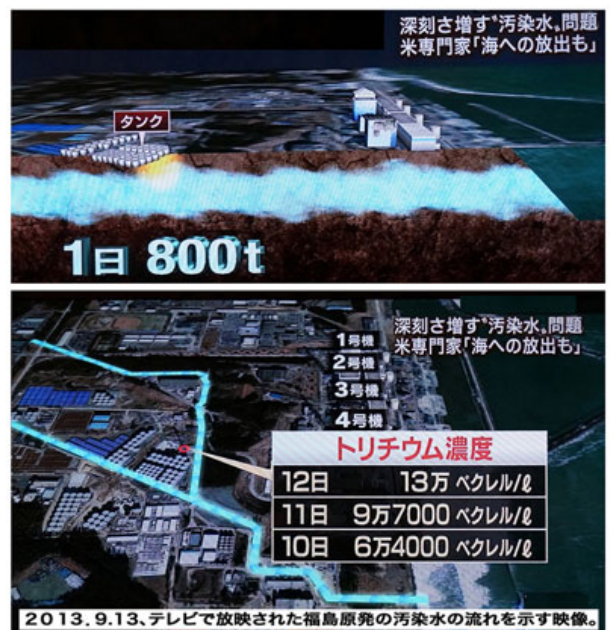 深刻さ増す“汚染水”問題
米専門家「海への放出も」
タンク
1日 800t
深刻さ増す“汚染水”問題
米専門家「海への放出も」
1号機
2号機
3号機
4号機
トリチウム濃度
12日 13万 ベクレル/ℓ
11日 9万7000 ベクレル/ℓ
10日 6万4000 ベクレル/ℓ
2013.9.13、テレビで放映された福島原発の汚染水の流れを示す映像。